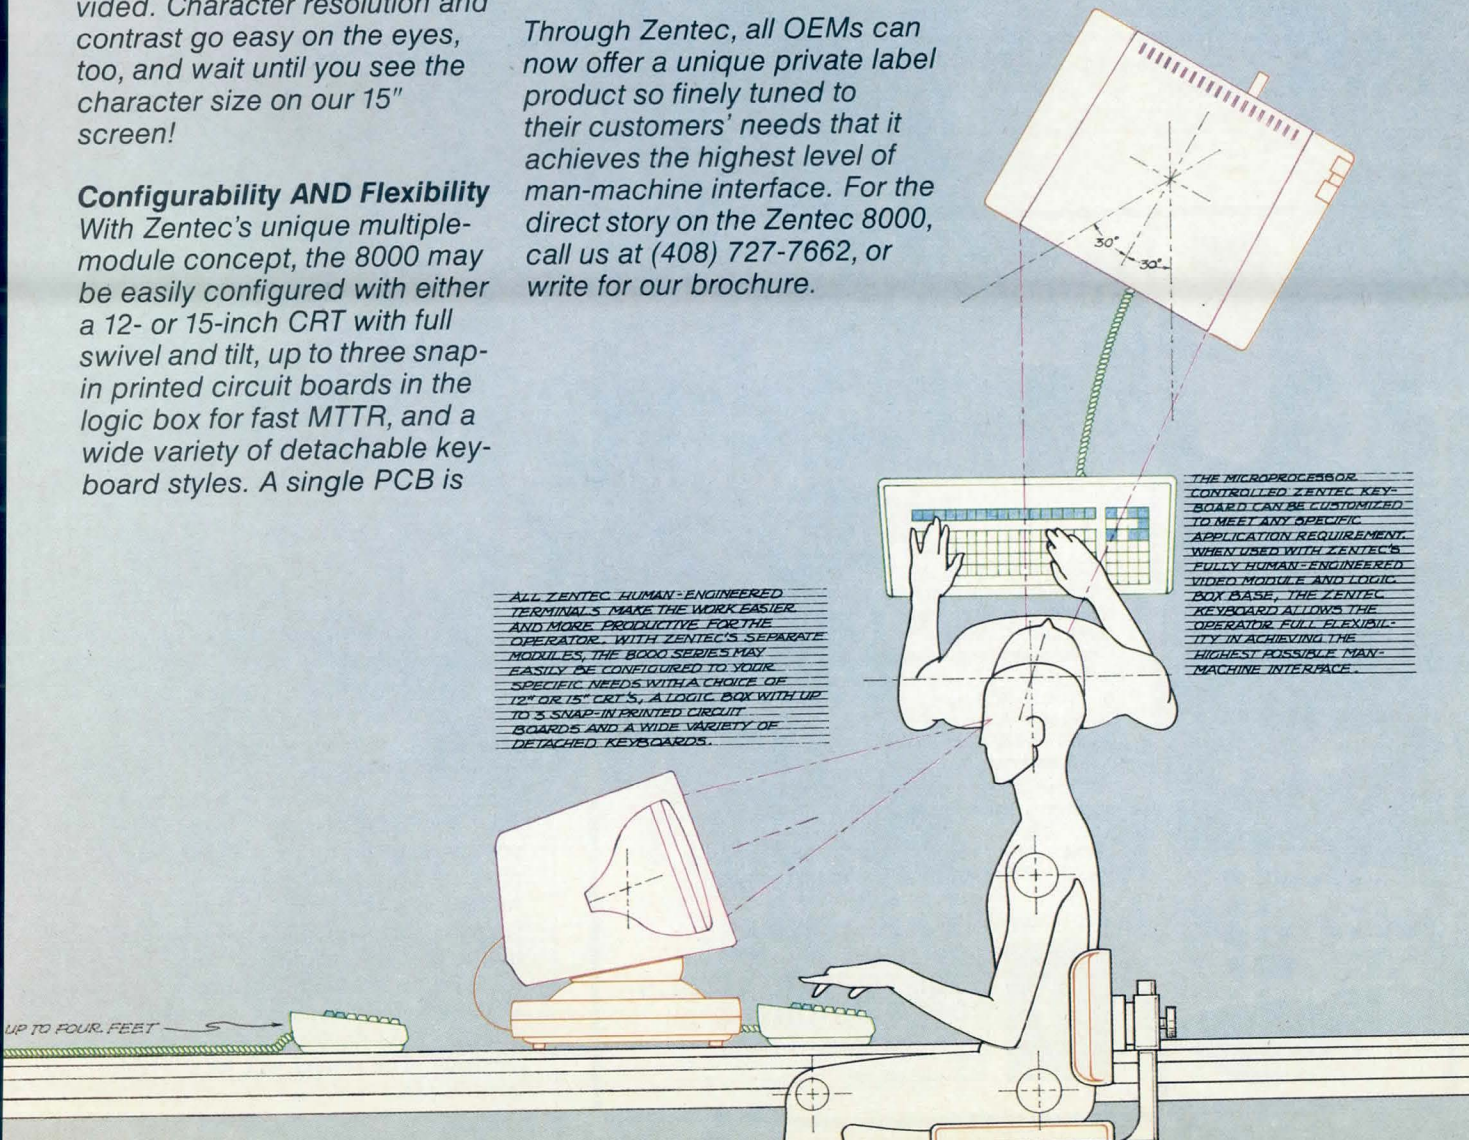 vided. Character resolution and
contrast go easy on the eyes,
too, and wait until you see the
character size on our 15″
screen!
Configurability AND Flexibility
With Zentec's unique multiple-
module concept, the 8000 may
be easily configured with either
a 12- or 15-inch CRT with full
swivel and tilt, up to three snap-
in printed circuit boards in the
logic box for fast MTTR, and a
wide variety of detachable key-
board styles. A single PCB is
Through Zentec, all OEMs can
now offer a unique private label
product so finely tuned to
their customers' needs that it
achieves the highest level of
man-machine interface. For the
direct story on the Zentec 8000,
call us at (408) 727-7662, or
write for our brochure.
30°
30°
THE MICROPROCESSOR
CONTROLLED ZENTEC KEY-
BOARD CAN BE CUSTOMIZED
TO MEET ANY SPECIFIC
APPLICATION REQUIREMENT.
WHEN USED WITH ZENTEC'S
FULLY HUMAN-ENGINEERED
VIDEO MODULE AND LOGIC
BOX BASE, THE ZENTEC
KEYBOARD ALLOWS THE
OPERATOR FULL FLEXIBIL-
ITY IN ACHIEVING THE
HIGHEST POSSIBLE MAN-
MACHINE INTERFACE.
ALL ZENTEC HUMAN-ENGINEERED
TERMINALS MAKE THE WORK EASIER
AND MORE PRODUCTIVE FOR THE
OPERATOR. WITH ZENTEC'S SEPARATE
MODULES, THE 8000 SERIES MAY
EASILY BE CONFIGURED TO YOUR
SPECIFIC NEEDS WITH A CHOICE OF
12" OR 15" CRT'S, A LOGIC BOX WITH UP
TO 3 SNAP-IN PRINTED CIRCUIT
BOARDS AND A WIDE VARIETY OF
DETACHED KEYBOARDS.
UP TO FOUR FEET